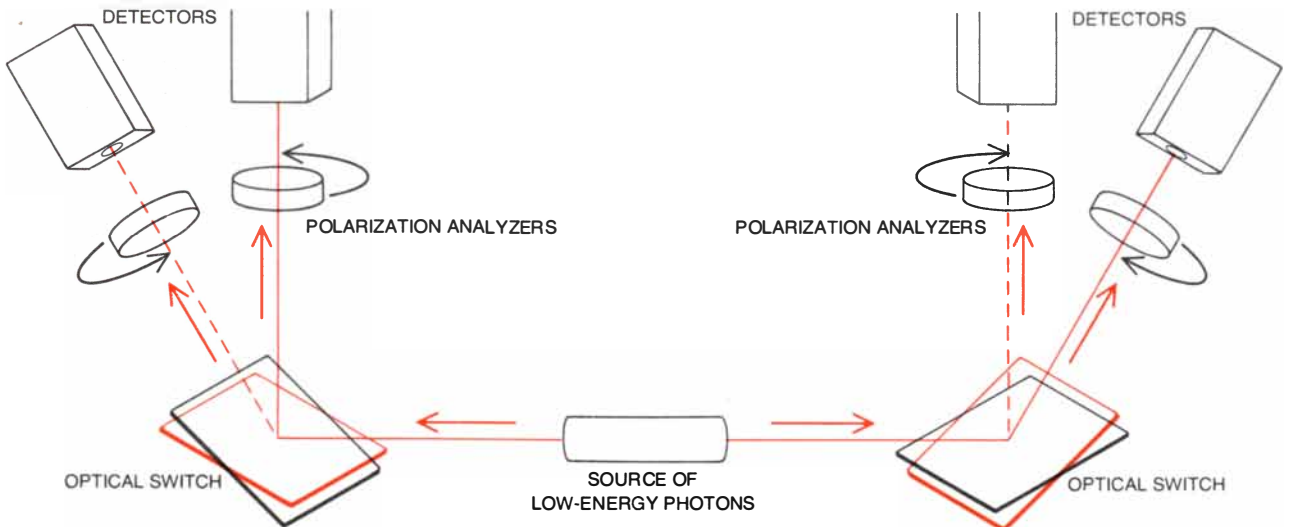 DETECTORS
DETECTORS
POLARIZATION ANALYZERS
POLARIZATION ANALYZERS
OPTICAL SWITCH
SOURCE OF
LOW-ENERGY PHOTONS
OPTICAL SWITCH